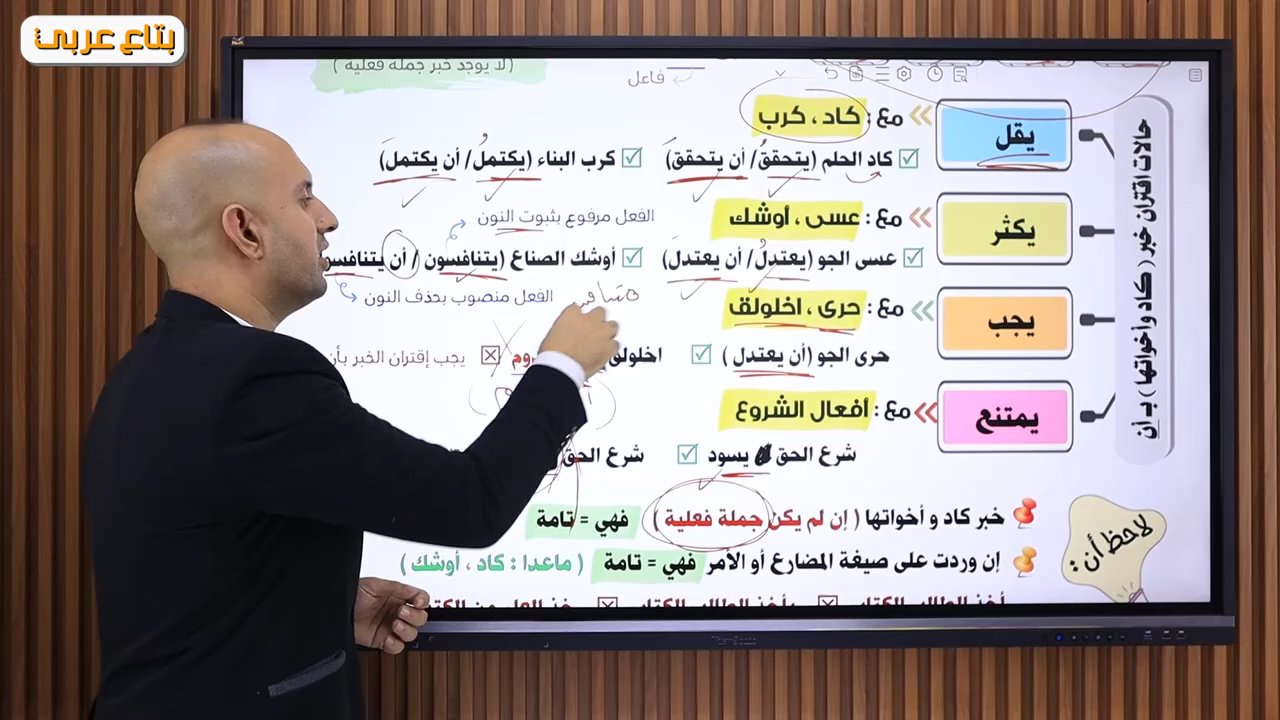 بتاع عربي
(لا يوجد خبر جملة فعلية)
فاعل
حالات اقتران خبر ( كاد وأخواتها ) بـ أن
يقل
مع : كاد ، كرب
كاد الحلم (يتحققُ/ أن يتحققَ)
كرب البناء (يكتملُ/ أن يكتملَ)
يكثر
مع : عسى ، أوشك
الفعل مرفوع بثبوت النون
عسى الجو (يعتدلُ/ أن يعتدلَ)
أوشك الصناع (يتنافسون / أن يتنافسو
الفعل منصوب بحذف النون
يجب
مع : حرى ، اخلولق
حرى الجو (أن يعتدل )
اخلولق
يجب إقتران الخبر بأن
يمتنع
مع : أفعال الشروع
شرع الحق يسود
شرع الحق
لاحظ أن :
خبر كاد و أخواتها ( إن لم يكن جملة فعلية ) فهي = تامة
إن وردت على صيغة المضارع أو الأمر فهي = تامة ( ماعدا : كاد ، أوشك )